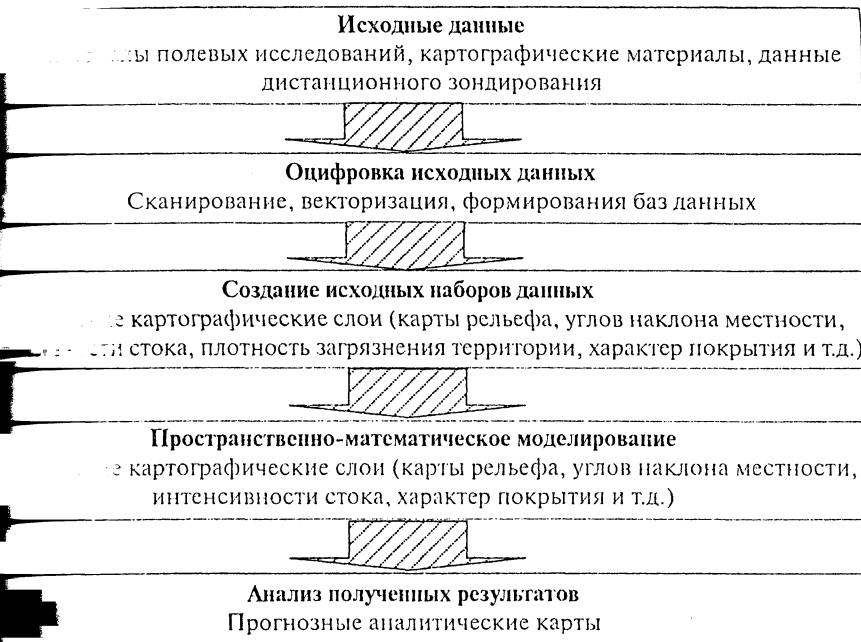 Исходные данные
полевых исследований, картографические материалы, данные
дистанционного зондирования
Оцифровка исходных данных
Сканирование, векторизация, формирования баз данных
Создание исходных наборов данных
картографические слои (карты рельефа, углов наклона местности,
стока, плотность загрязнения территории, характер покрытия и т.д.)
Пространственно-математическое моделирование
картографические слои (карты рельефа, углов наклона местности,
интенсивности стока, характер покрытия и т.д.)
Анализ полученных результатов
Прогнозные аналитические карты